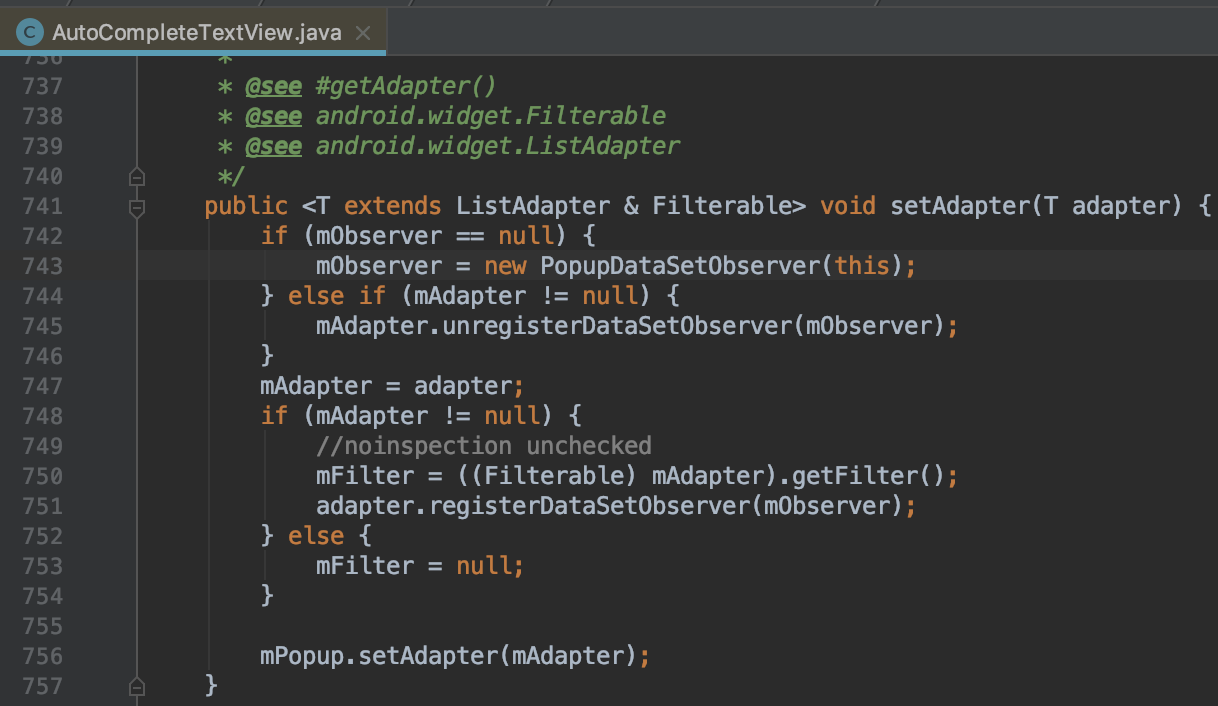 C AutoCompleteTextView.java
736 *
737 * @see #getAdapter()
738 * @see android.widget.Filterable
739 * @see android.widget.ListAdapter
740 */
741 public <T extends ListAdapter & Filterable> void setAdapter(T adapter) {
742 if (mObserver == null) {
743 mObserver = new PopupDataSetObserver(this);
744 } else if (mAdapter != null) {
745 mAdapter.unregisterDataSetObserver(mObserver);
746 }
747 mAdapter = adapter;
748 if (mAdapter != null) {
749 //noinspection unchecked
750 mFilter = ((Filterable) mAdapter).getFilter();
751 adapter.registerDataSetObserver(mObserver);
752 } else {
753 mFilter = null;
754 }
755
756 mPopup.setAdapter(mAdapter);
757 }